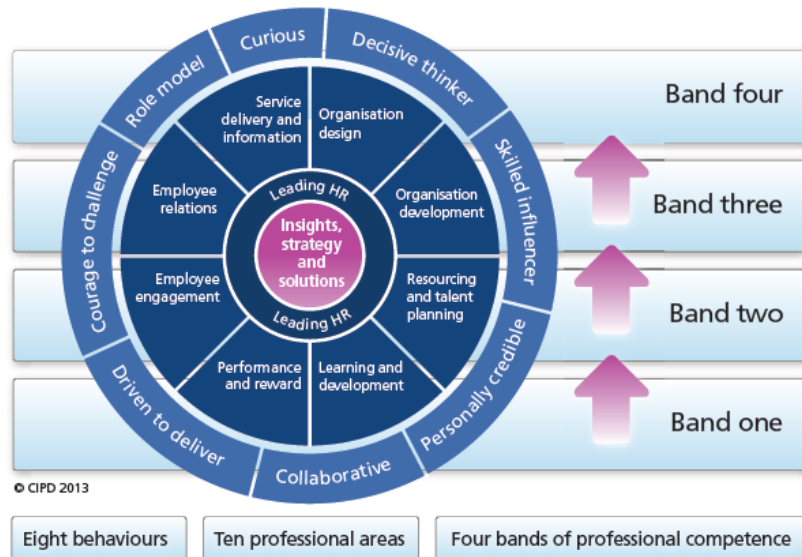 Curious
Decisive thinker
Role model
Skilled influencer
Courage to challenge
Personally credible
Driven to deliver
Collaborative
Service
delivery and
information
Organisation
design
Employee
relations
Organisation
development
Employee
engagement
Resourcing
and talent
planning
Performance
and reward
Learning and
development
Leading HR
Insights,
strategy
and
solutions
Leading HR
Band four
Band three
Band two
Band one
© CIPD 2013
Eight behaviours
Ten professional areas
Four bands of professional competence